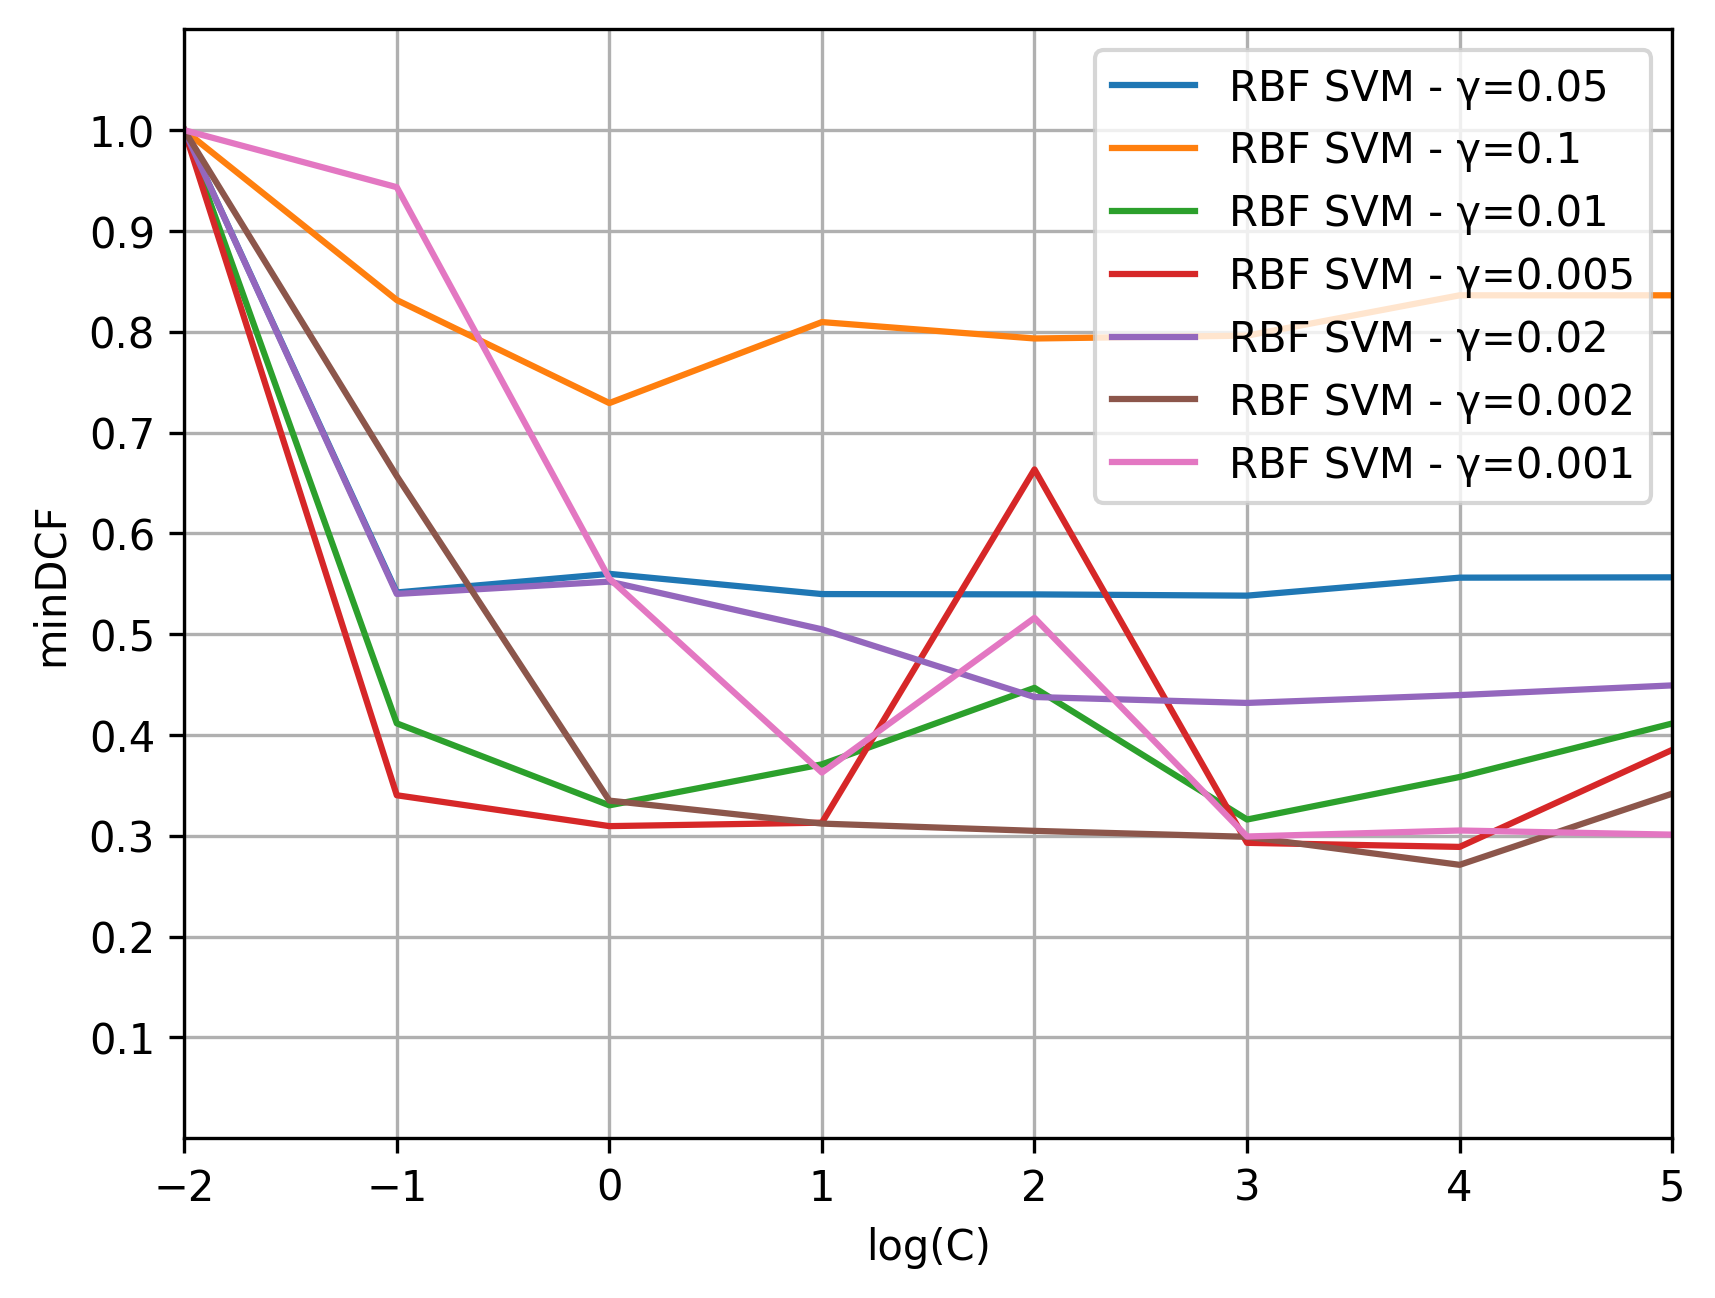 RBF SVM - γ=0.05
RBF SVM - γ=0.1
RBF SVM - γ=0.01
RBF SVM - γ=0.005
RBF SVM - γ=0.02
RBF SVM - γ=0.002
RBF SVM - γ=0.001
1.0
0.9
0.8
0.7
0.6
0.5
0.4
0.3
0.2
0.1
minDCF
−2 −1 0 1 2 3 4 5
log(C)